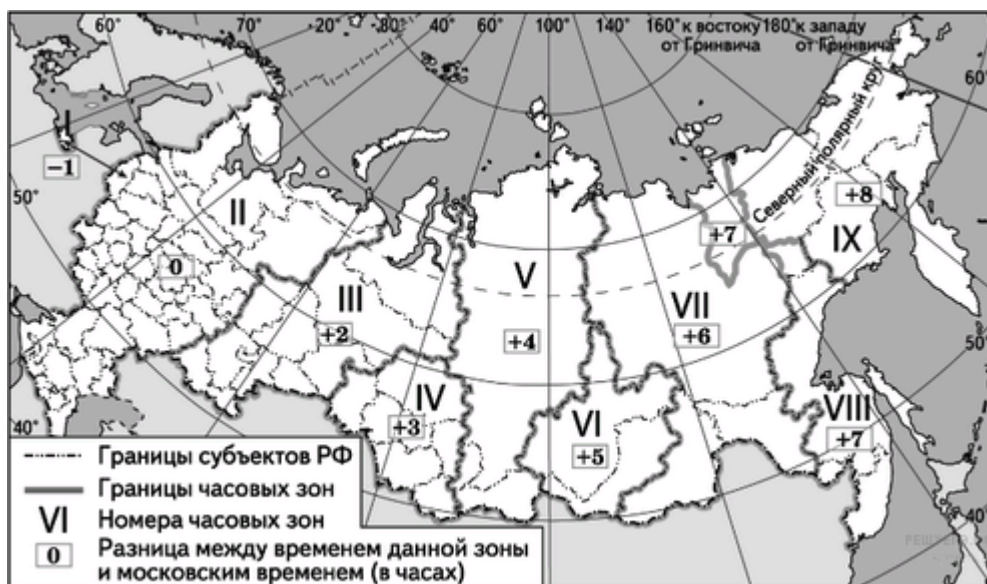 60° 80° 40° 20° 0° 60° 100° 140° 160° к востоку 180° к западу
от Гринвича от Гринвича
60°
Северный полярный круг
I
−1
50°
II
+8
+7
IX
0
V
III
VII
+2
+4
+6
50°
IV
VI
VIII
+3
+5
+7
40°
80°
100°
40°
Границы субъектов РФ
Границы часовых зон
VI Номера часовых зон
0 Разница между временем данной зоны
и московским временем (в часах)